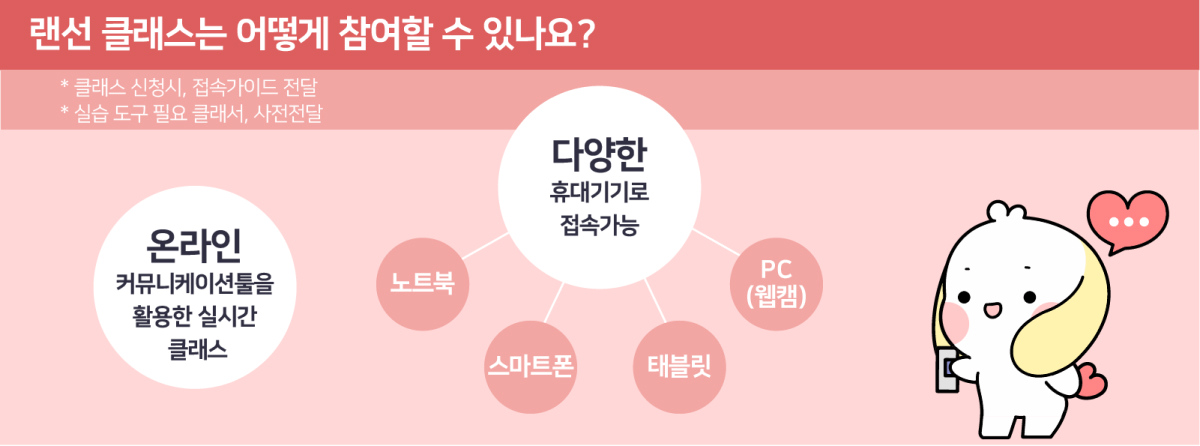 랜선 클래스는 어떻게 참여할 수 있나요?
* 클래스 신청시, 접속가이드 전달
* 실습 도구 필요 클래서, 사전전달
온라인
커뮤니케이션툴을
활용한 실시간
클래스
다양한
휴대기기로
접속가능
노트북
스마트폰
태블릿
PC
(웹캠)